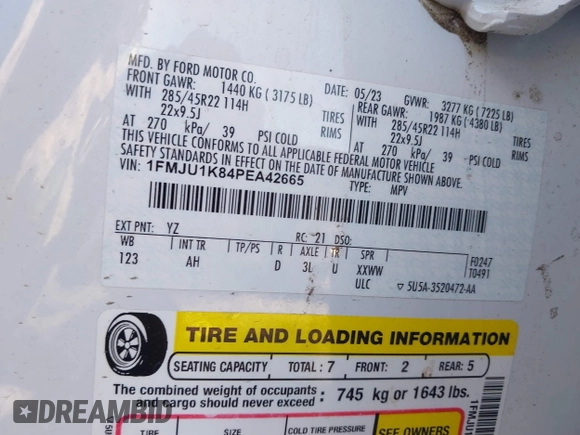 MFD. BY FORD MOTOR CO.
DATE: 05/23 GVWR: 3277 KG ( 7225 LB)
FRONT GAWR: 1440 KG ( 3175 LB) REAR GAWR: 1987 KG ( 4380 LB)
WITH 285/45R22 114H TIRES WITH 285/45R22 114H TIRES
22x9.5J RIMS 22x9.5J RIMS
AT 270 kPa/ 39 PSI COLD AT 270 kPa/ 39 PSI COLD
THIS VEHICLE CONFORMS TO ALL APPLICABLE FEDERAL MOTOR VEHICLE
SAFETY STANDARDS IN EFFECT ON THE DATE OF MANUFACTURE SHOWN ABOVE.
VIN: 1FMJU1K84PEA42665 TYPE: MPV
EXT PNT: YZ RC: 21 DSO: F0247
WB INT TR TP/PS R AXLE TR SPR T0491
123 AH D 3L U XXWW
ULC ▽ 5U5A-3520472-AA
TIRE AND LOADING INFORMATION
SEATING CAPACITY TOTAL : 7 FRONT: 2 REAR: 5
The combined weight of occupants
and cargo should never exceed : 745 kg or 1643 lbs.
TIRE SIZE COLD TIRE PRESSURE SEE OWNERS
1FMJU1
DREAMBID